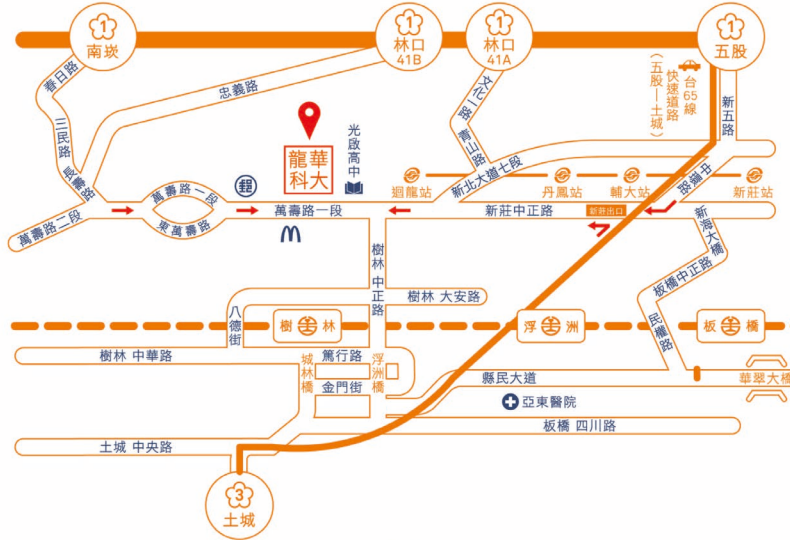 1
南崁
1
林口
41B
1
林口
41A
1
五股
春日路
忠義路
三民路
長壽路
文化一路
青山路
台65線
快速道路
(五股—土城)
新五路
龍華
科大
光啟高中
郵
迴龍站
新北大道七段
丹鳳站
輔大站
中環路
新莊站
萬壽路二段
萬壽路一段
東萬壽路
萬壽路一段
新莊中正路
新莊出口
新海大橋
樹林 中正路
板橋中正路
樹林 大安路
八德街
民權路
樹 林
浮 洲
板 橋
樹林 中華路
城林橋
篤行路
浮洲橋
金門街
縣民大道
華翠大橋
亞東醫院
土城 中央路
板橋 四川路
3
土城